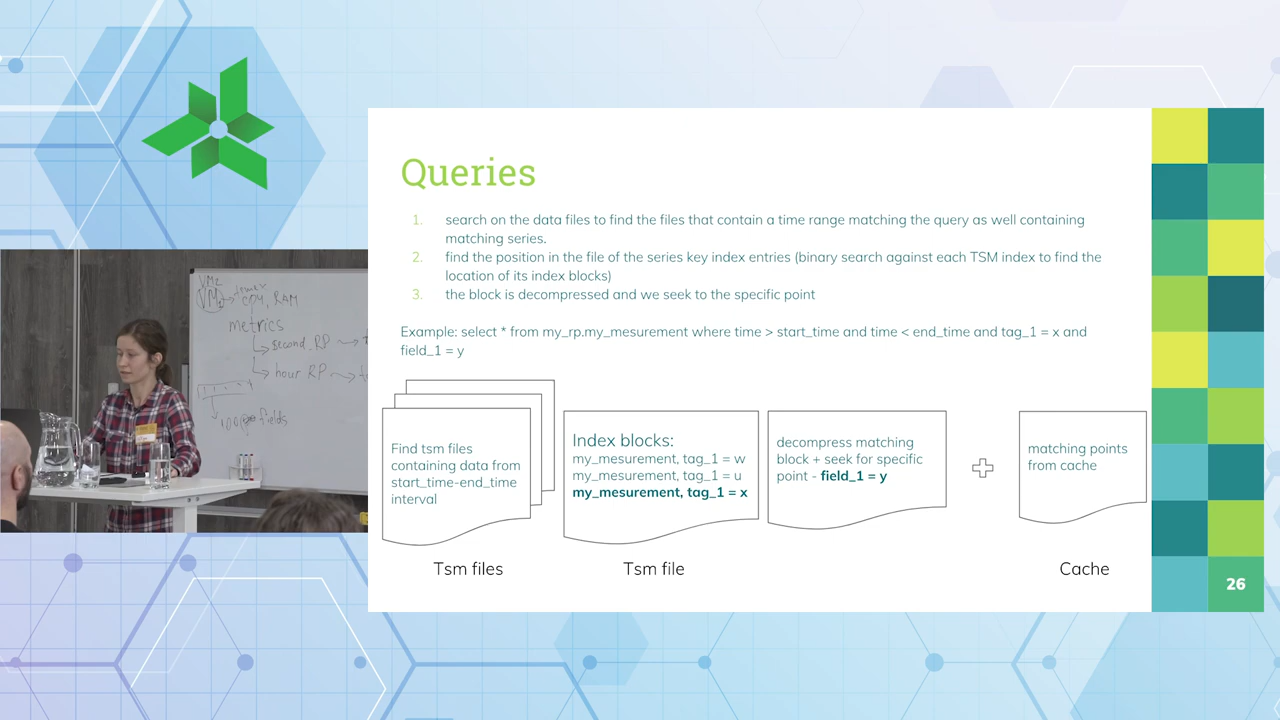 VM2
VM
CPU, RAM
metrics
second_RP
hour RP
fields
Queries
1. search on the data files to find the files that contain a time range matching the query as well containing
matching series.
2. find the position in the file of the series key index entries (binary search against each TSM index to find the
location of its index blocks)
3. the block is decompressed and we seek to the specific point
Example: select * from my_rp.my_mesurement where time > start_time and time < end_time and tag_1 = x and
field_1 = y
Find tsm files
containing data from
start_time-end_time
interval
Index blocks:
my_mesurement, tag_1 = w
my_mesurement, tag_1 = u
my_mesurement, tag_1 = x
decompress matching
block + seek for specific
point - field_1 = y
matching points
from cache
Tsm files
Tsm file
Cache
26